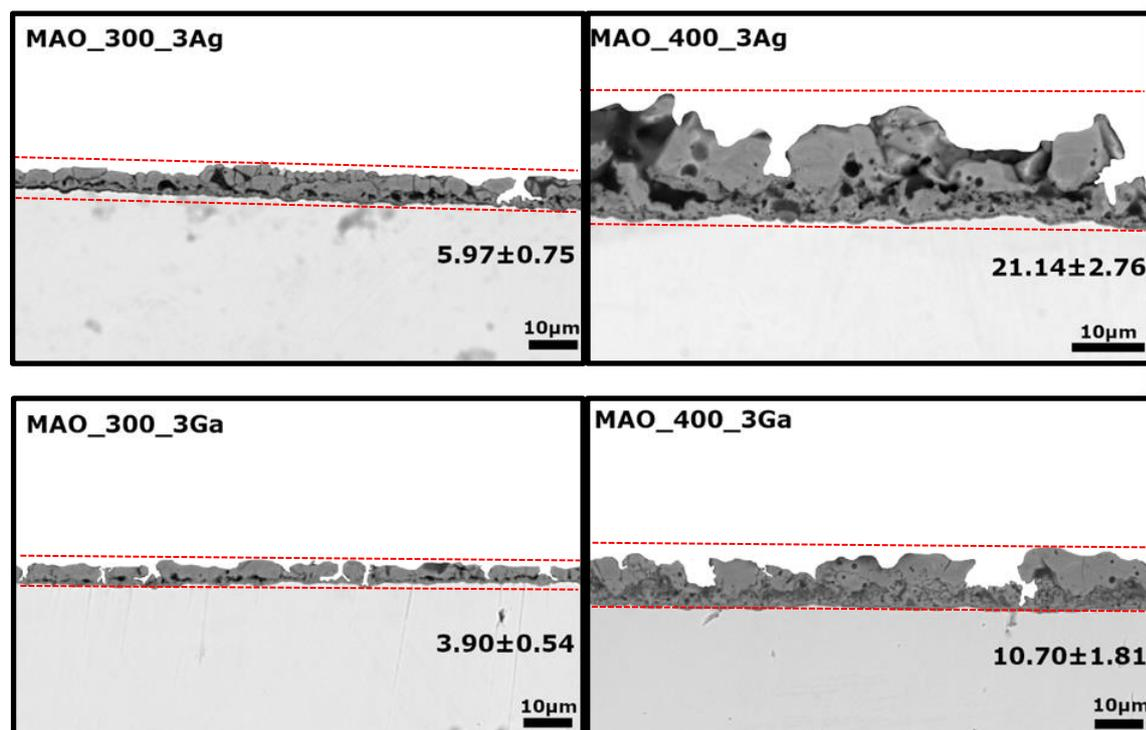 MAO_300_3Ag
5.97±0.75
10µm
MAO_400_3Ag
21.14±2.76
10µm
MAO_300_3Ga
3.90±0.54
10µm
MAO_400_3Ga
10.70±1.81
10µm